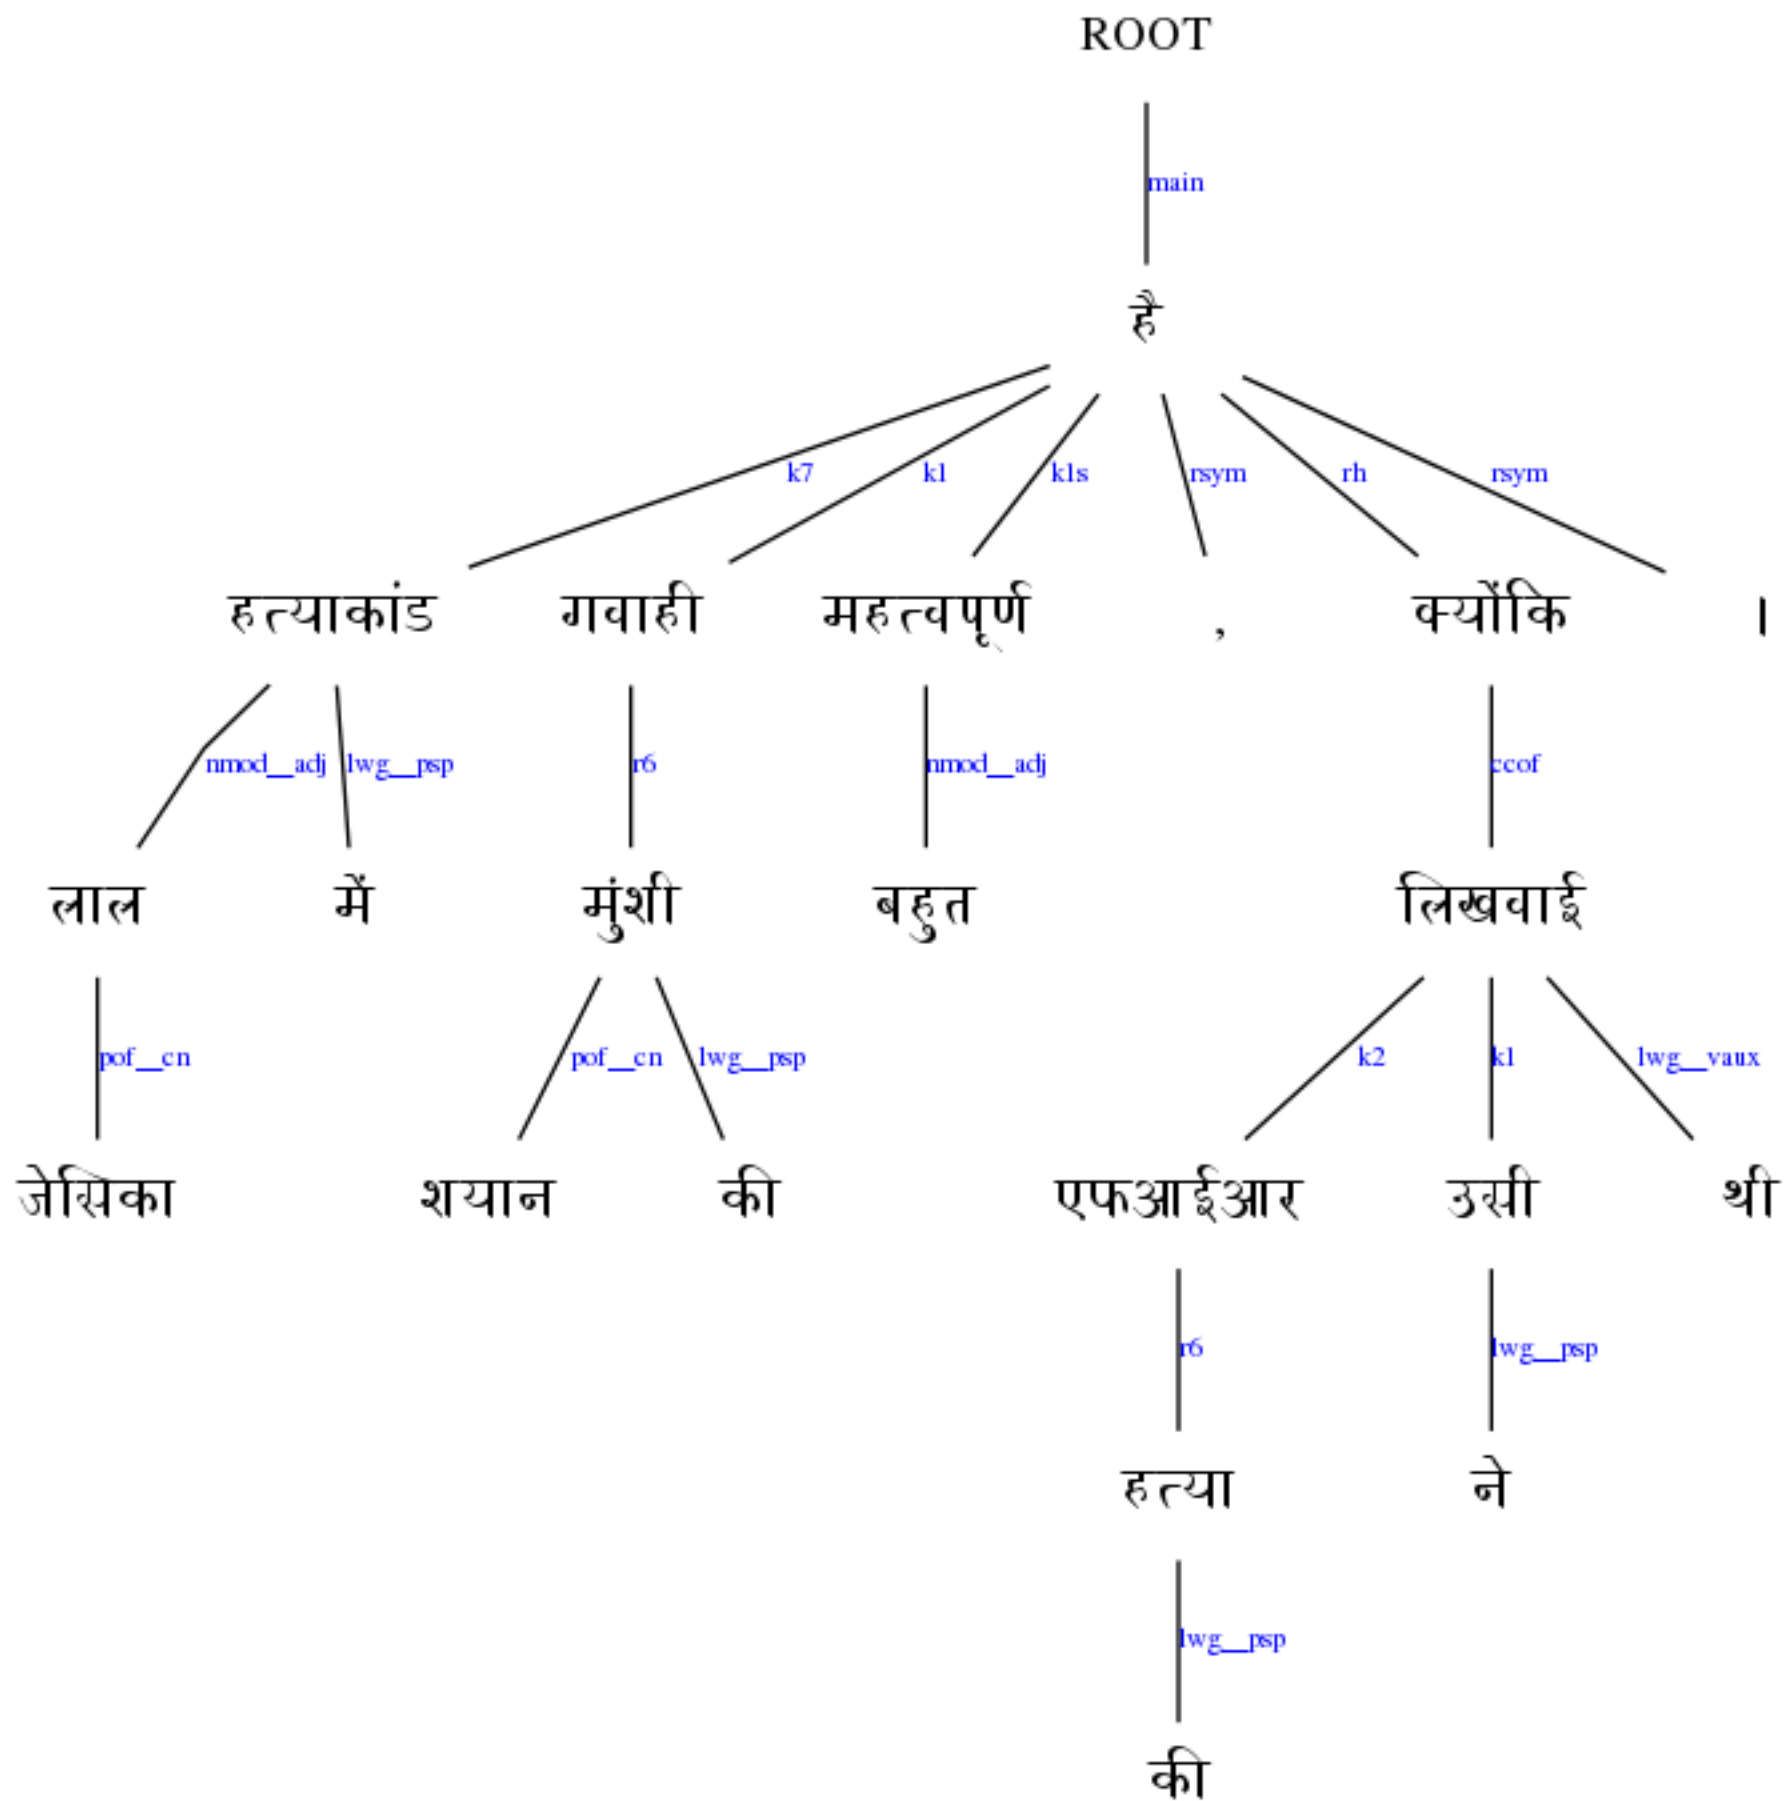 ROOT
main
है
k7 k1 k1s rsym rh rsym
हत्याकांड गवाही महत्वपूर्ण , क्योंकि ।
nmod__adj lwg__psp r6 nmod__adj ccof
लाल में मुंशी बहुत लिखवाई
pof__cn pof__cn lwg__psp k2 k1 lwg__vaux
जेसिका शयान की एफआईआर उसी थी
r6 lwg__psp
हत्या ने
lwg__psp
की